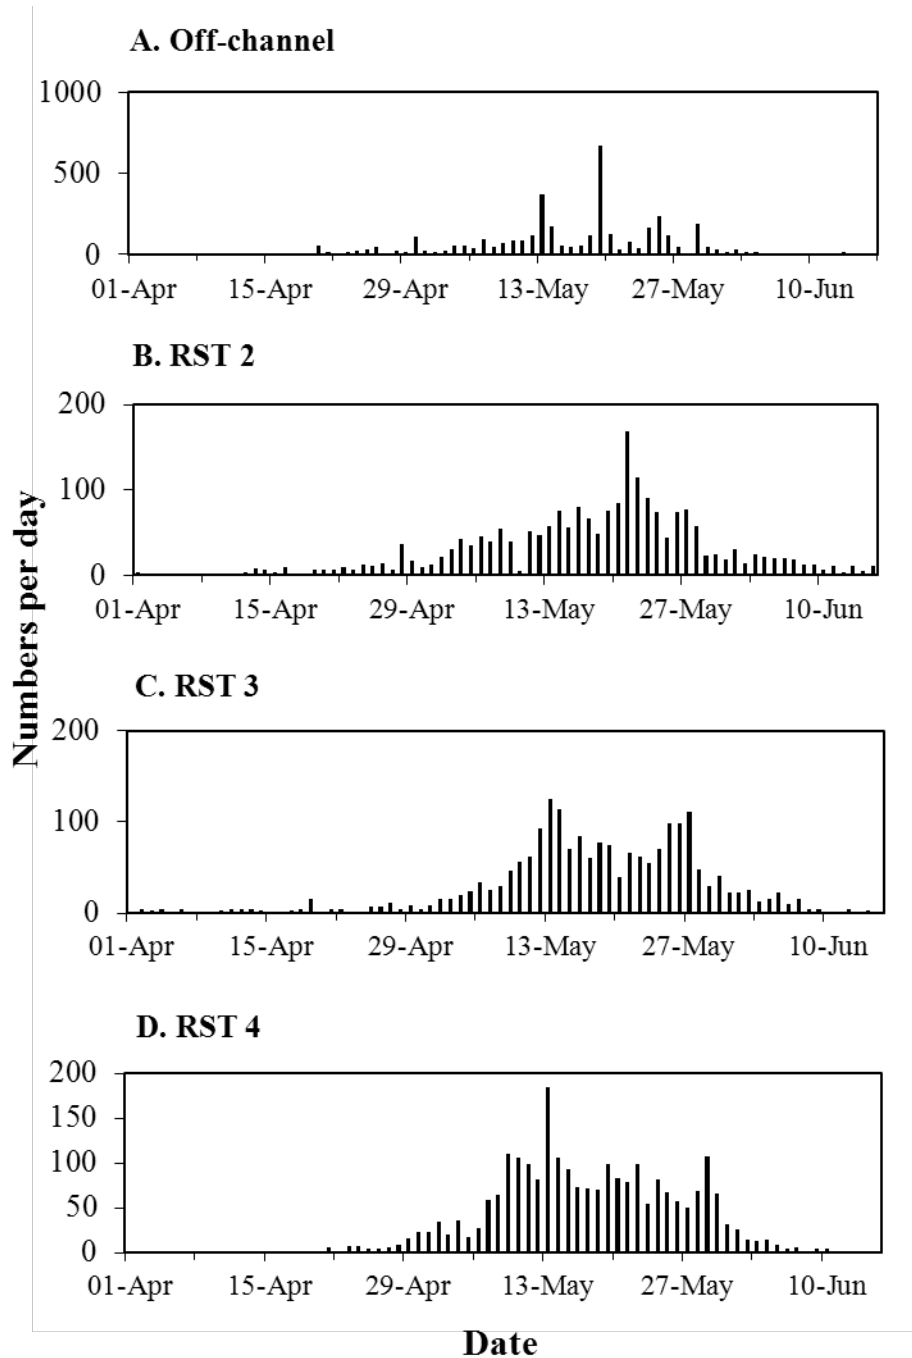 A. Off-channel
1000
500
0
01-Apr 15-Apr 29-Apr 13-May 27-May 10-Jun
B. RST 2
200
100
0
01-Apr 15-Apr 29-Apr 13-May 27-May 10-Jun
Numbers per day
C. RST 3
200
100
0
01-Apr 15-Apr 29-Apr 13-May 27-May 10-Jun
D. RST 4
200
150
100
50
0
01-Apr 15-Apr 29-Apr 13-May 27-May 10-Jun
Date